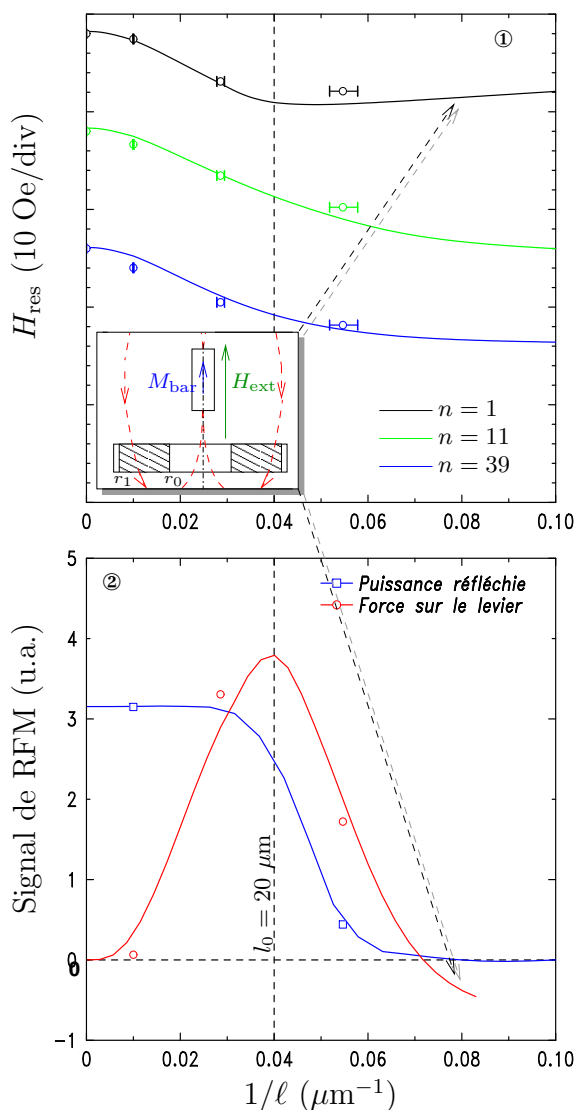 ①
H_res (10 Oe/div)
M_bar
H_ext
r_1
r_0
n = 1
n = 11
n = 39
0
0.02
0.04
0.06
0.08
0.10
②
Puissance réfléchie
Force sur le levier
Signal de RFM (u.a.)
5
4
3
2
1
0
0
−1
l_0 = 20 μm
0.00
0.02
0.04
0.06
0.08
0.10
1/ℓ (μm⁻¹)